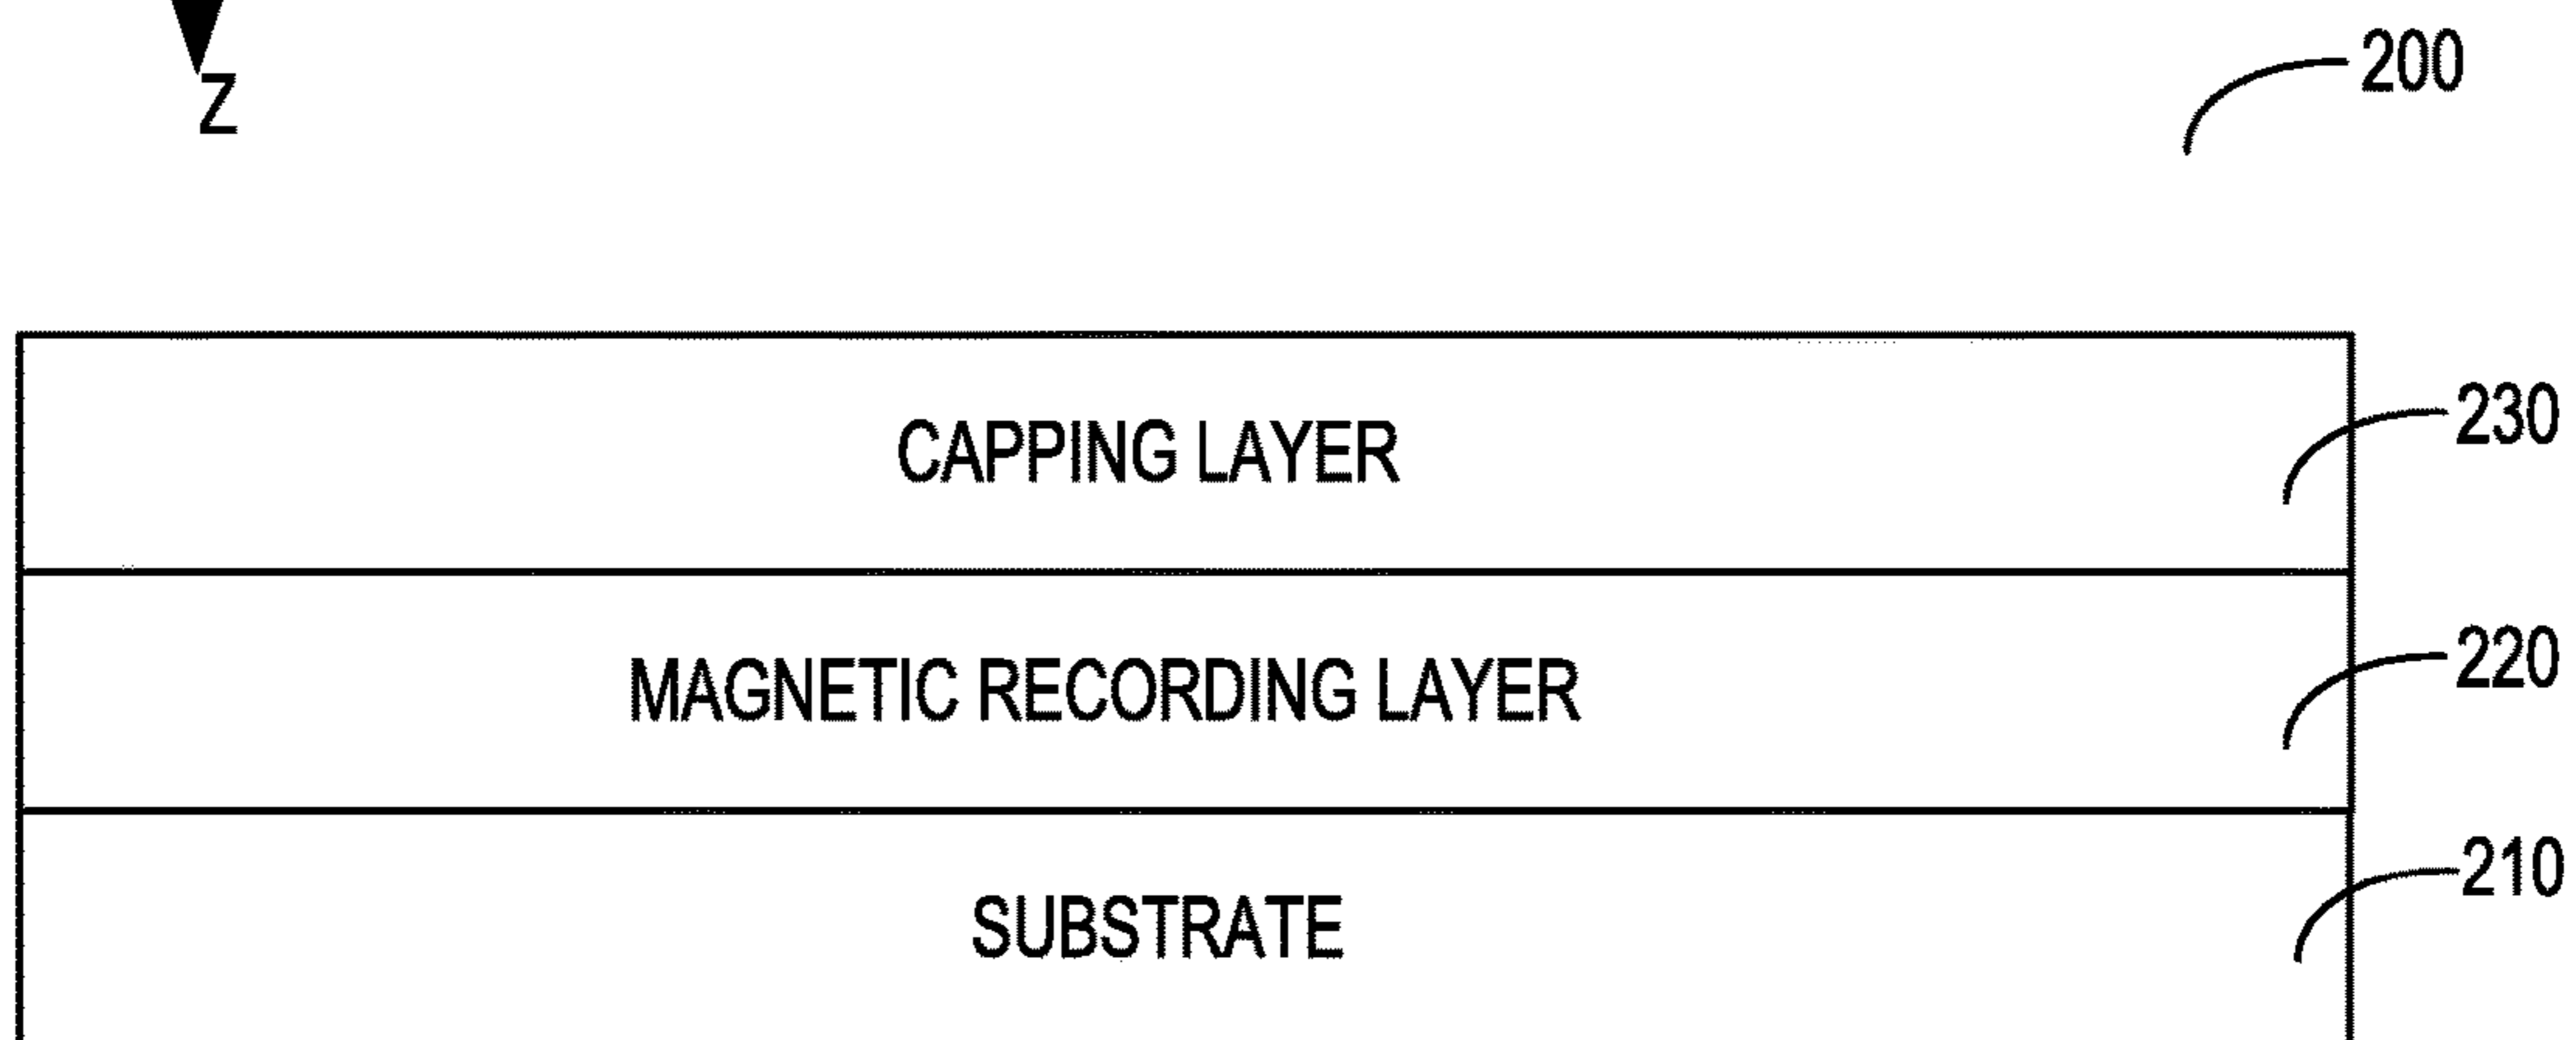 Z
200
CAPPING LAYER
230
MAGNETIC RECORDING LAYER
220
SUBSTRATE
210